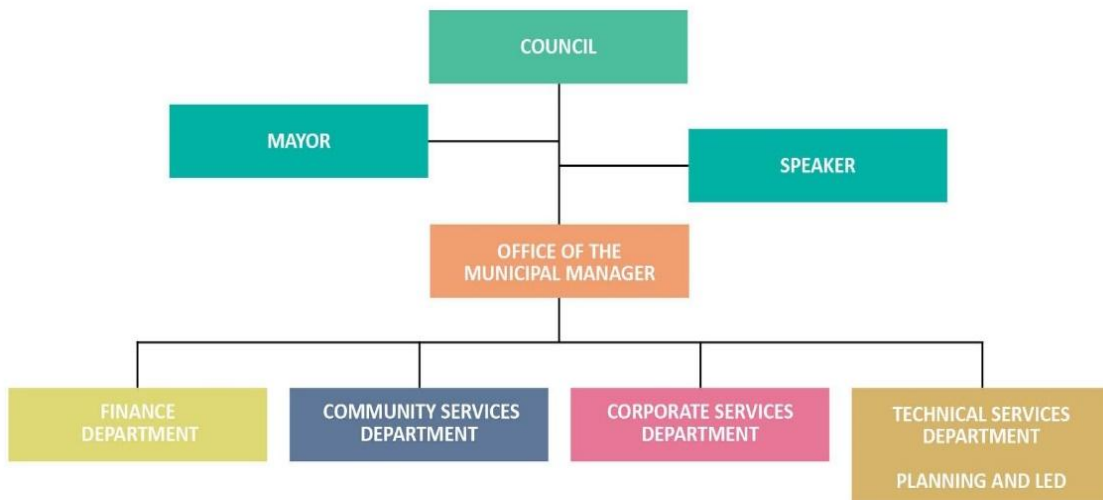 COUNCIL
MAYOR
SPEAKER
OFFICE OF THE
MUNICIPAL MANAGER
FINANCE
DEPARTMENT
COMMUNITY SERVICES
DEPARTMENT
CORPORATE SERVICES
DEPARTMENT
TECHNICAL SERVICES
DEPARTMENT
PLANNING AND LED